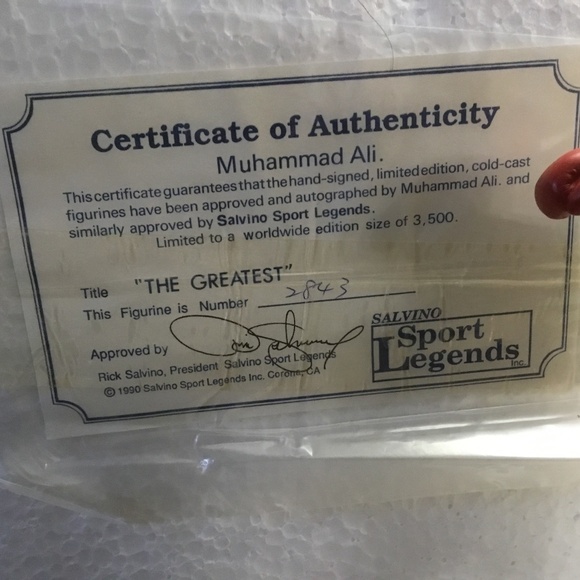 Certificate of Authenticity
Muhammad Ali.
This certificate guarantees that the hand-signed, limited edition, cold-cast
figurines have been approved and autographed by Muhammad Ali. and
similarly approved by Salvino Sport Legends.
Limited to a worldwide edition size of 3,500.
Title "THE GREATEST"
This Figurine is Number 2843
Approved by
Rick Salvino, President Salvino Sport Legends
© 1990 Salvino Sport Legends Inc. Corona, CA
SALVINO
Sport
Legends
Inc.